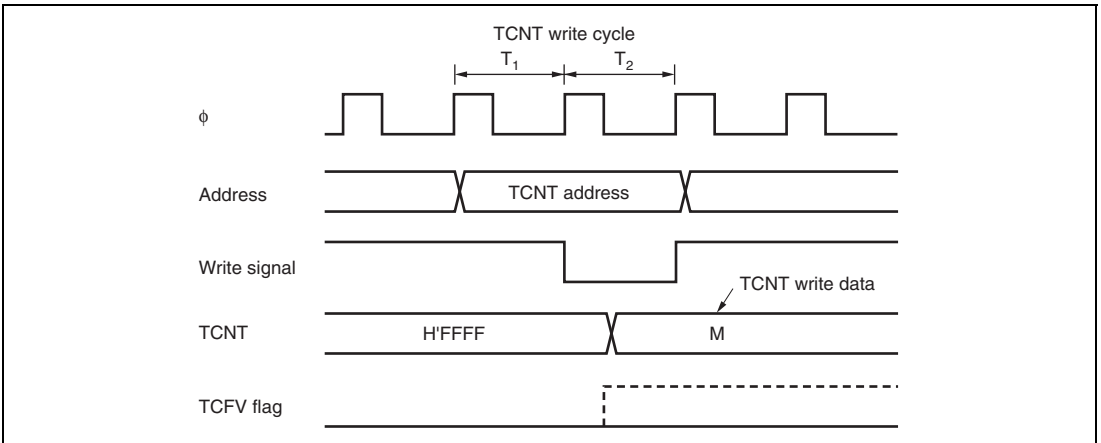 TCNT write cycle
T1 T2
ϕ
Address TCNT address
Write signal
TCNT write data
TCNT H'FFFF M
TCFV flag